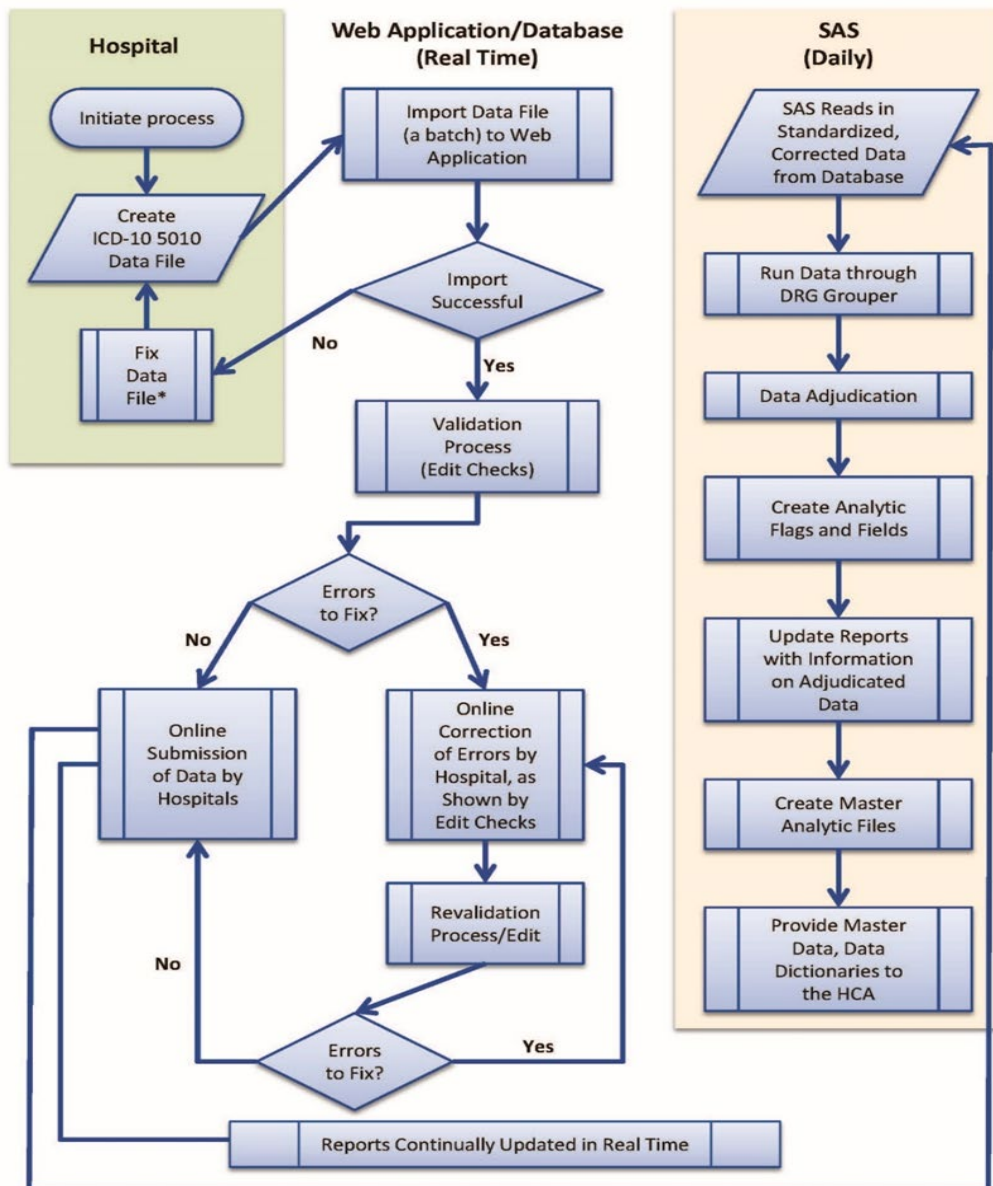 Hospital
Initiate process
Create
ICD-10 5010
Data File
Fix
Data
File*
Web Application/Database
(Real Time)
Import Data File
(a batch) to Web
Application
Import
Successful
No
Yes
Validation
Process
(Edit Checks)
Errors
to Fix?
No
Yes
Online
Submission
of Data by
Hospitals
Online
Correction
of Errors by
Hospital, as
Shown by
Edit Checks
Revalidation
Process/Edit
No
Errors
to Fix?
Yes
Reports Continually Updated in Real Time
SAS
(Daily)
SAS Reads in
Standardized,
Corrected Data
from Database
Run Data through
DRG Grouper
Data Adjudication
Create Analytic
Flags and Fields
Update Reports
with Information
on Adjudicated
Data
Create Master
Analytic Files
Provide Master
Data, Data
Dictionaries to
the HCA